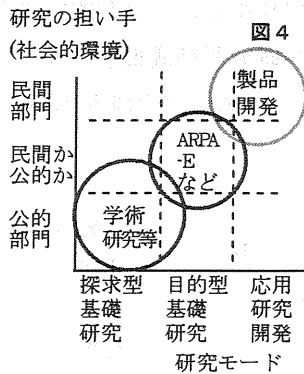 研究の担い手
(社会的環境)
図4
民間
部門
製品
開発
民間か
公的か
ARPA
-E
など
公的
部門
学術
研究等
探求型
基礎
研究
目的型
基礎
研究
応用
研究
開発
研究モード